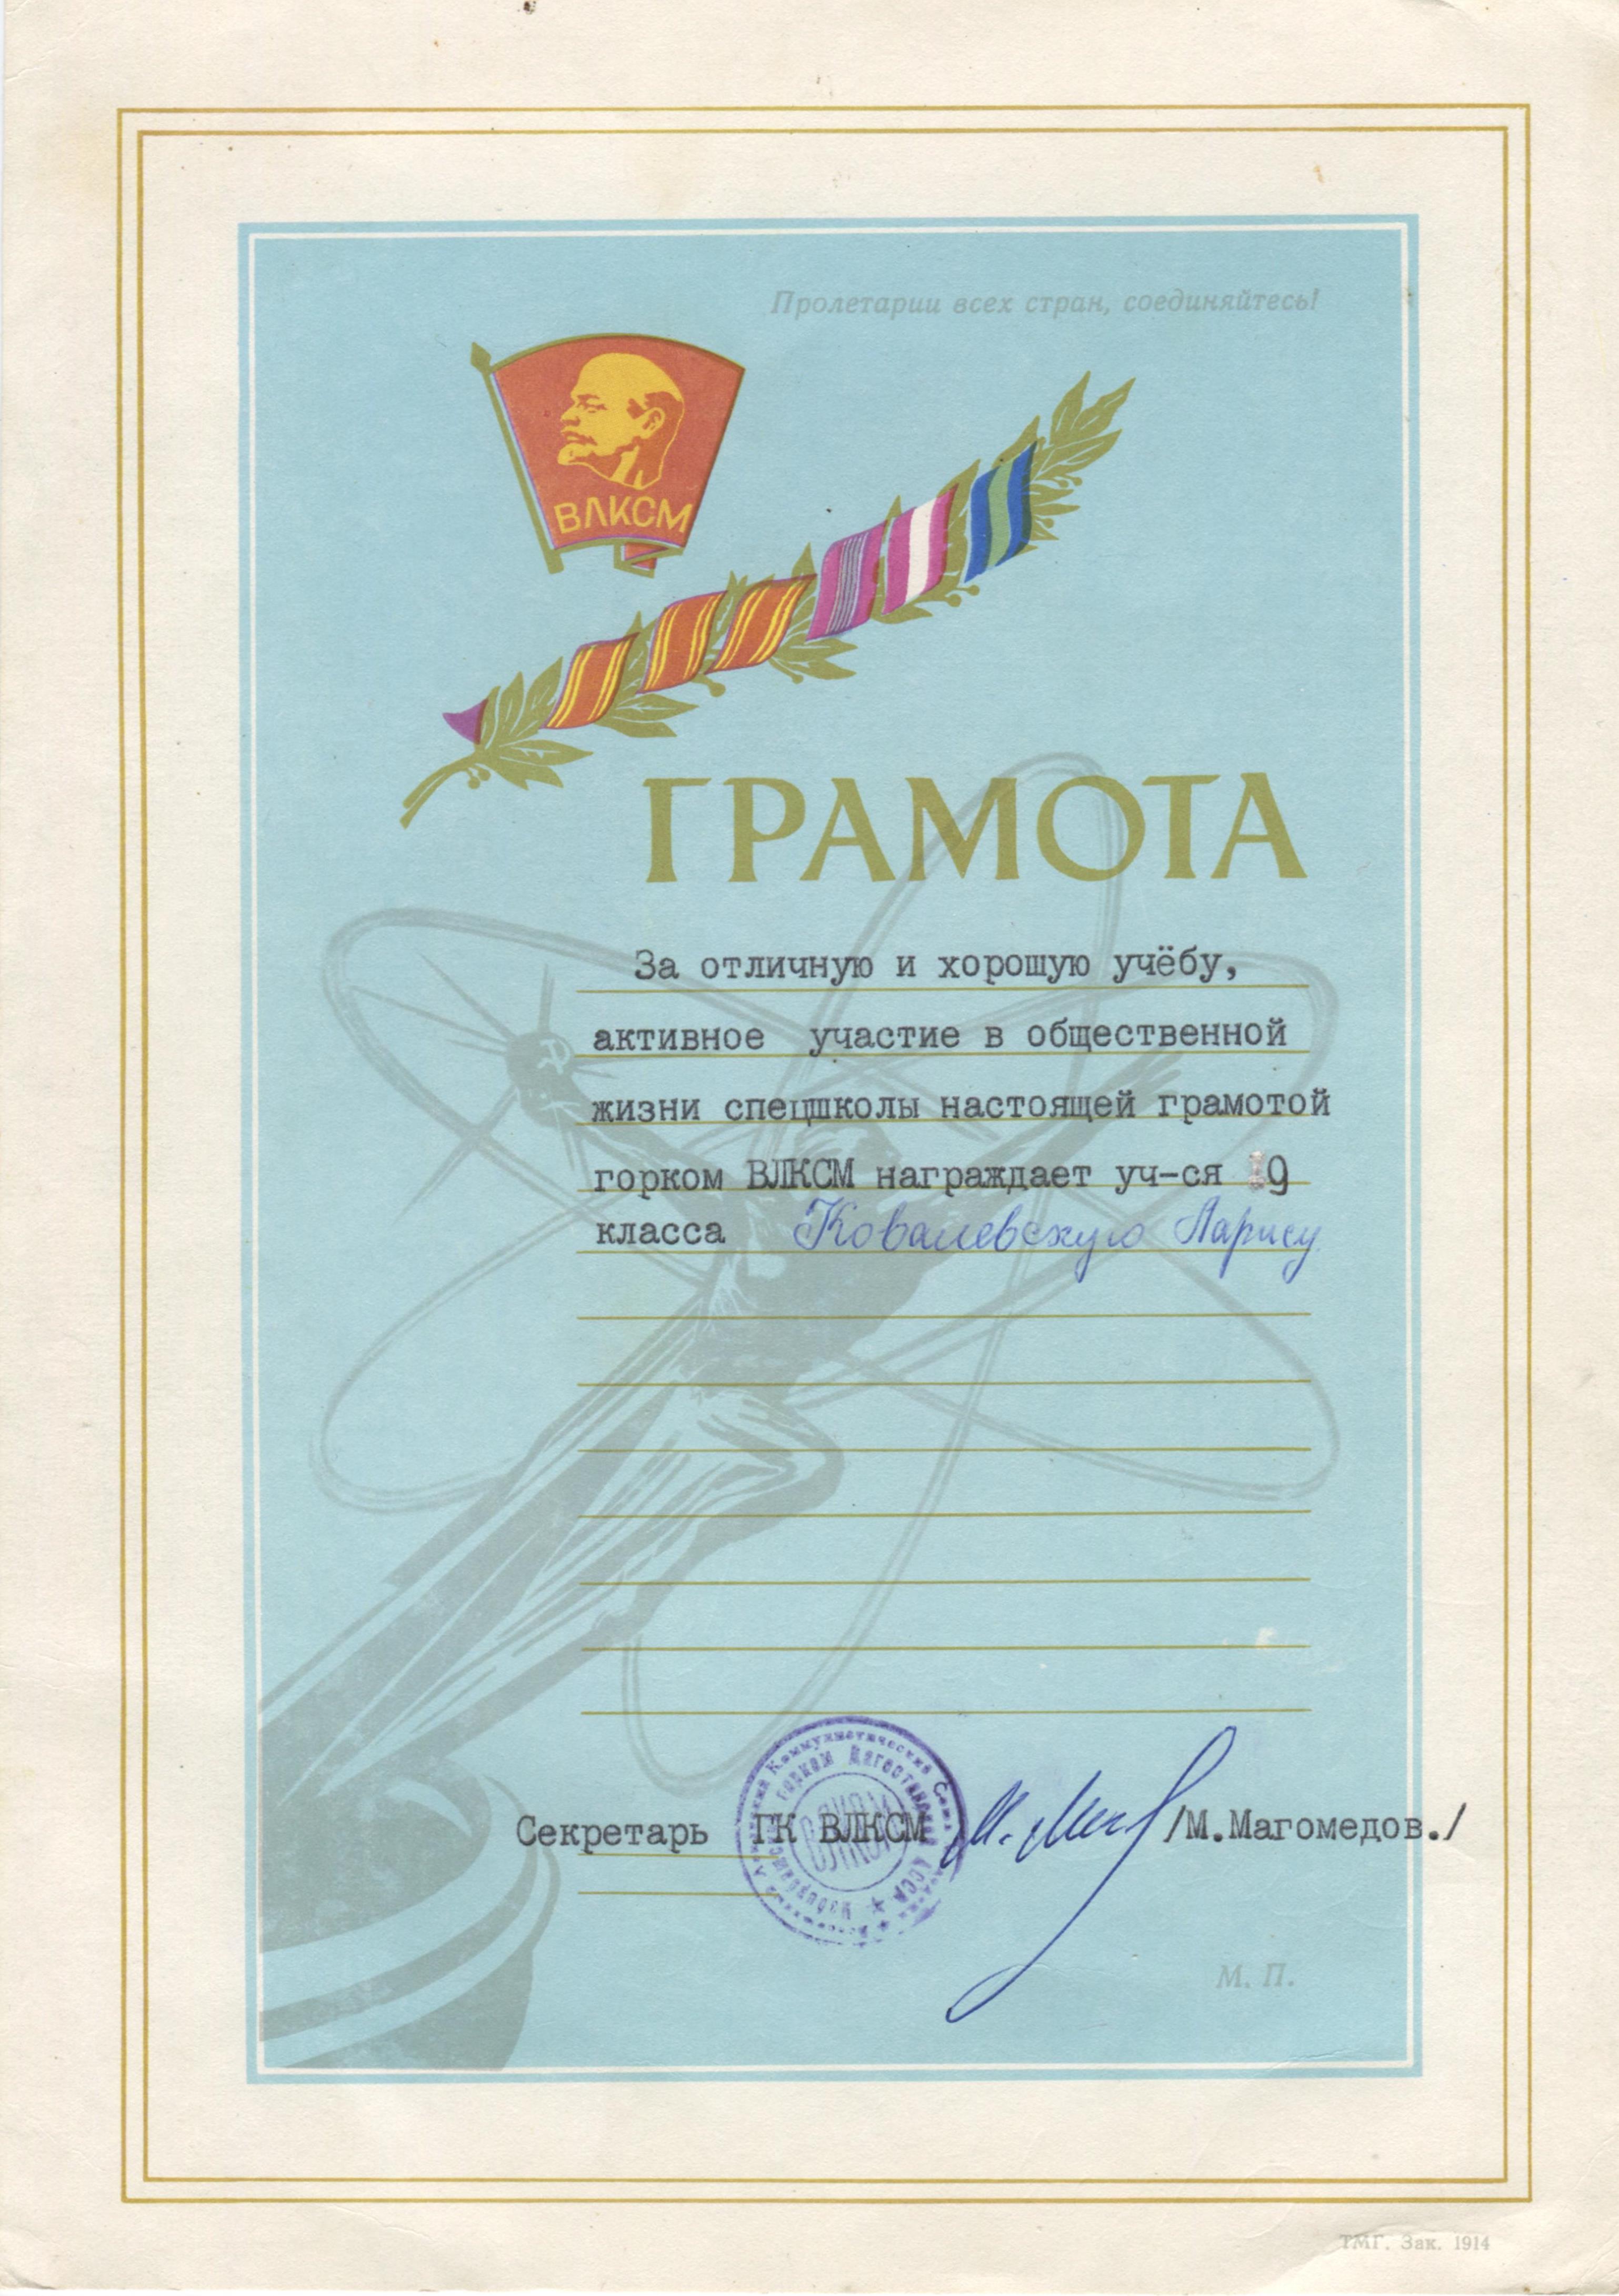 Пролетарии всех стран, соединяйтесь!
ВЛКСМ
ГРАМОТА
За отличную и хорошую учёбу,
активное участие в общественной
жизни спецшколы настоящей грамотой
горком ВЛКСМ награждает уч-ся 9
класса Ковалевскую Ларису
Секретарь ГК ВЛКСМ /М.Магомедов./
М. П.
ТМГ. Зак. 1914